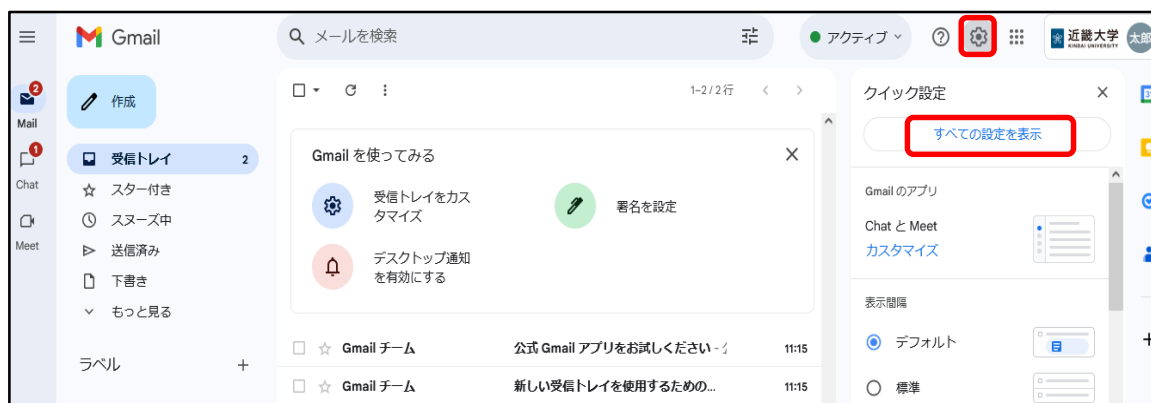 Gmail
メールを検索
アクティブ
近畿大学
KINDAI UNIVERSITY
太郎
2
Mail
作成
1-2 / 2 行
クイック設定
すべての設定を表示
1
Chat
Meet
受信トレイ 2
スター付き
スヌーズ中
送信済み
下書き
もっと見る
ラベル
Gmail を使ってみる
受信トレイをカス
タマイズ
署名を設定
デスクトップ通知
を有効にする
Gmail のアプリ
Chat と Meet
カスタマイズ
表示間隔
デフォルト
標準
Gmail チーム 公式 Gmail アプリをお試しください - 11:15
Gmail チーム 新しい受信トレイを使用するための... 11:15